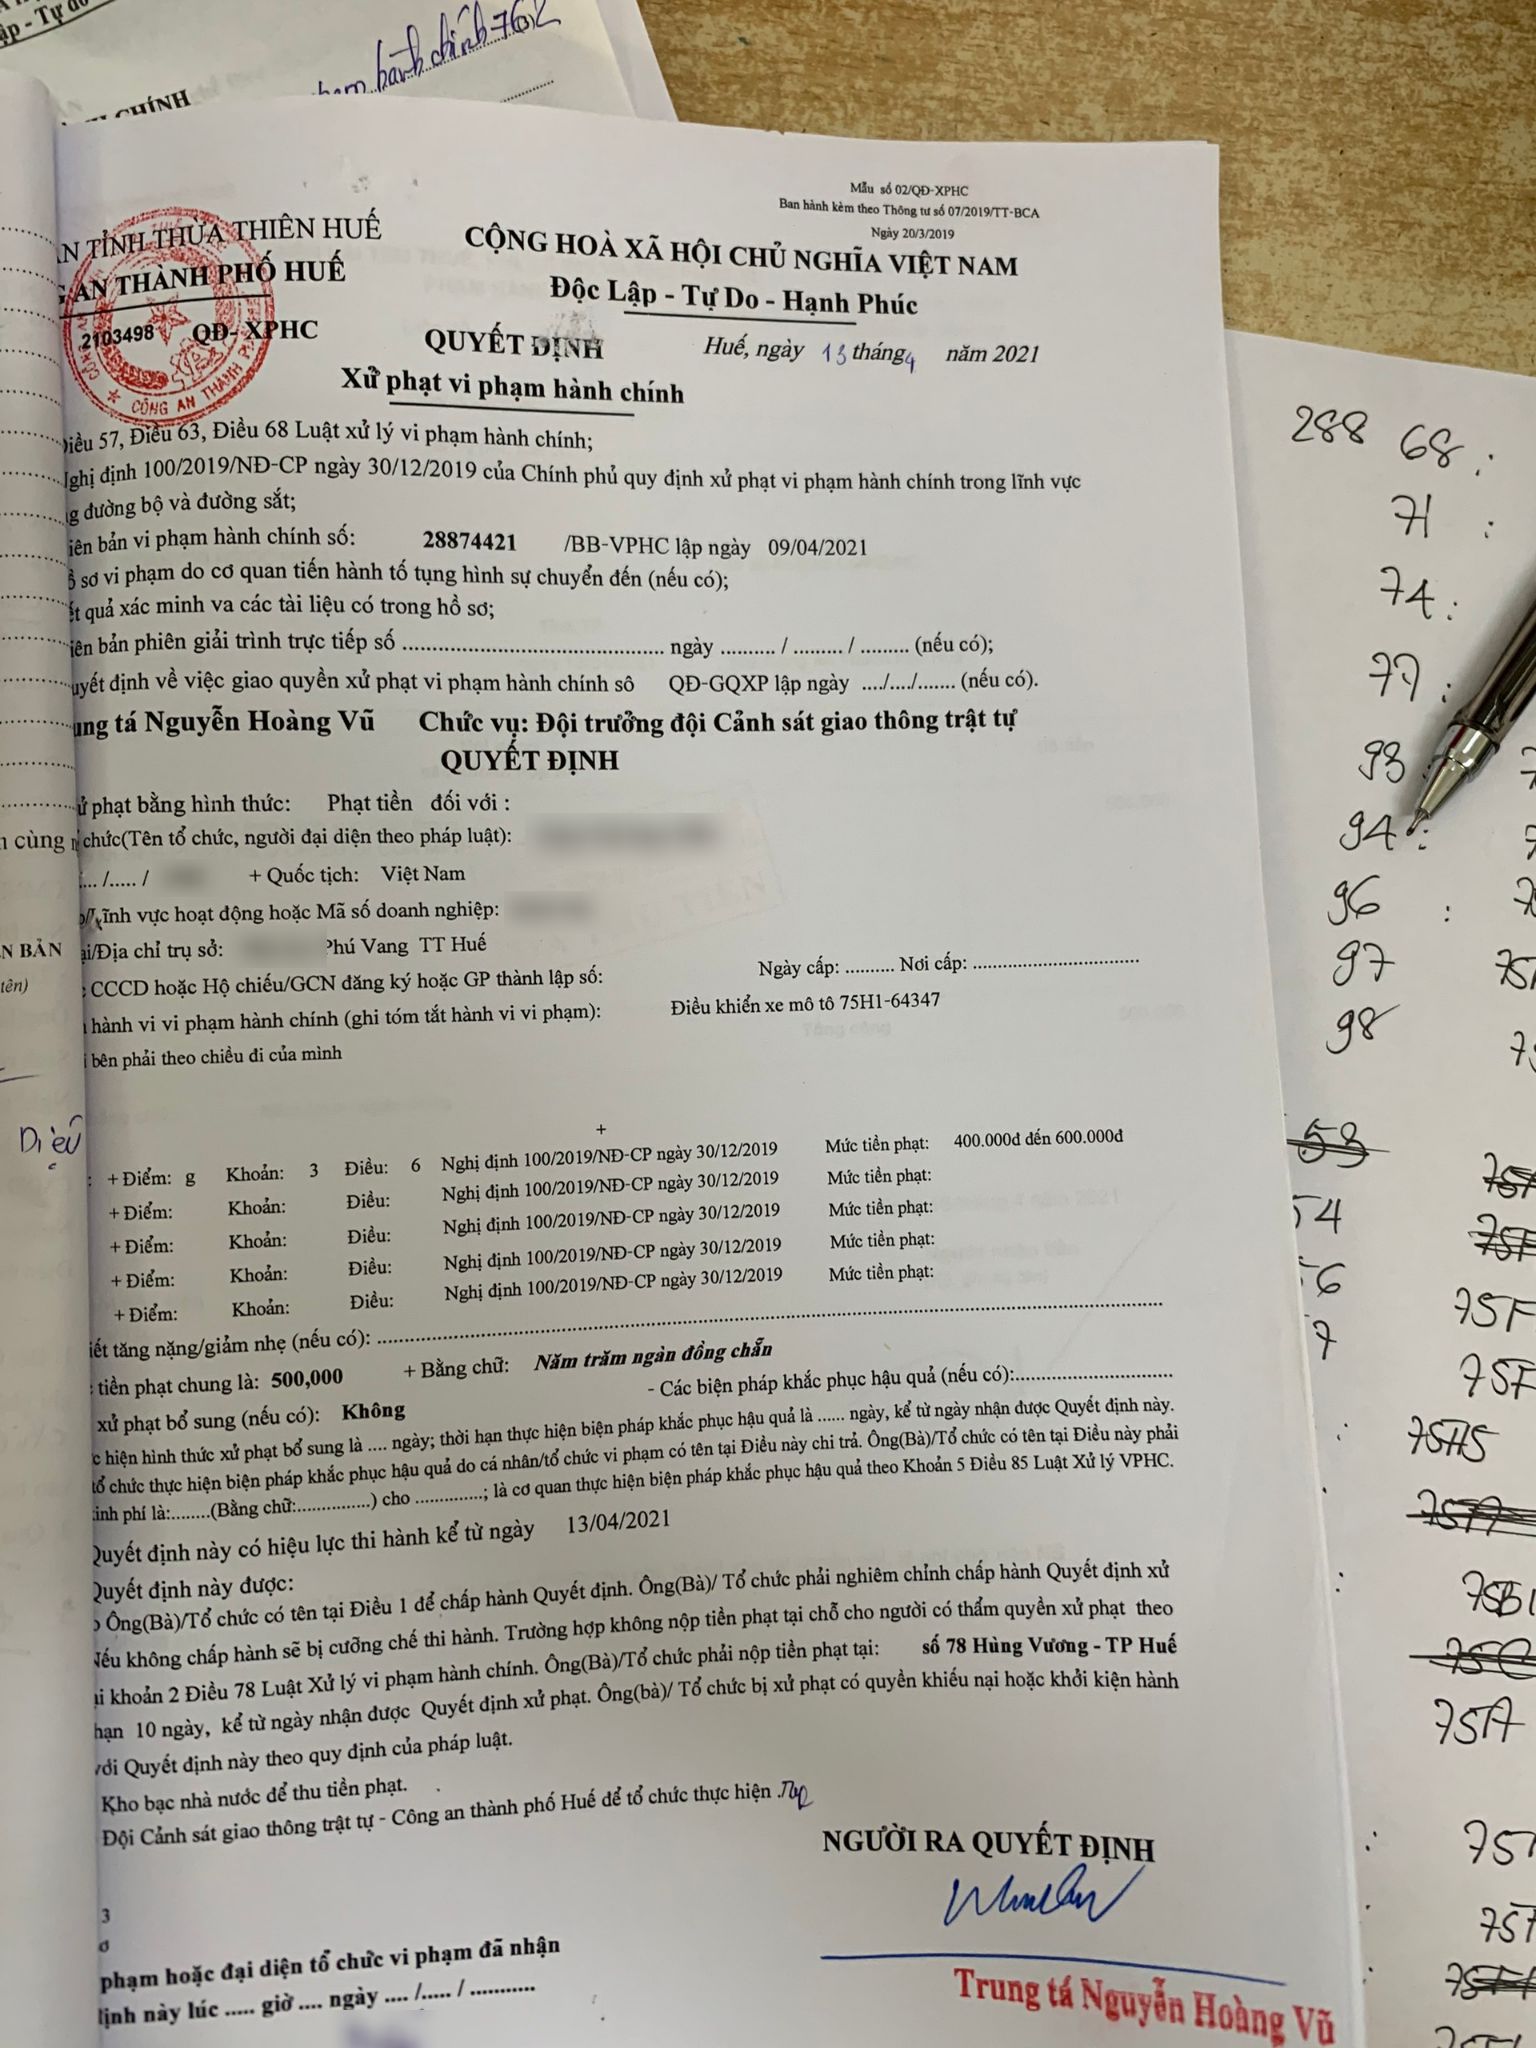 ập - Tự do
phạm hành chính 762
(3)
CHÍNH
Mẫu số 02/QĐ-XPHC
Ban hành kèm theo Thông tư số 07/2019/TT-BCA
Ngày 20/3/2019
AN TỈNH THỪA THIÊN HUẾ
CỘNG HOÀ XÃ HỘI CHỦ NGHĨA VIỆT NAM
G AN THÀNH PHỐ HUẾ
Độc Lập - Tự Do - Hạnh Phúc
2103498 QĐ- XPHC
CÔNG AN THÀNH P
QUYẾT ĐỊNH
Huế, ngày 13 tháng 4 năm 2021
Xử phạt vi phạm hành chính
Điều 57, Điều 63, Điều 68 Luật xử lý vi phạm hành chính;
Nghị định 100/2019/NĐ-CP ngày 30/12/2019 của Chính phủ quy định xử phạt vi phạm hành chính trong lĩnh vực
g đường bộ và đường sắt;
iên bản vi phạm hành chính số: 28874421 /BB-VPHC lập ngày 09/04/2021
ồ sơ vi phạm do cơ quan tiến hành tố tụng hình sự chuyển đến (nếu có);
ết quả xác minh va các tài liệu có trong hồ sơ;
iên bản phiên giải trình trực tiếp số ........................................... ngày .......... / ......... / ......... (nếu có);
uyết định về việc giao quyền xử phạt vi phạm hành chính sô QĐ-GQXP lập ngày ..../..../....... (nếu có).
ung tá Nguyễn Hoàng Vũ Chức vụ: Đội trưởng đội Cảnh sát giao thông trật tự
QUYẾT ĐỊNH
ử phạt bằng hình thức: Phạt tiền đối với :
chức(Tên tổ chức, người đại diện theo pháp luật):
.... /..... / + Quốc tịch: Việt Nam
Lĩnh vực hoạt động hoặc Mã số doanh nghiệp:
ại/Địa chỉ trụ sở: Phú Vang TT Huế
CCCD hoặc Hộ chiếu/GCN đăng ký hoặc GP thành lập số: Ngày cấp: .......... Nơi cấp: .................................
hành vi vi phạm hành chính (ghi tóm tắt hành vi vi phạm): Điều khiển xe mô tô 75H1-64347
i bên phải theo chiều đi của mình
+
+ Điểm: g Khoản: 3 Điều: 6 Nghị định 100/2019/NĐ-CP ngày 30/12/2019 Mức tiền phạt: 400.000đ đến 600.000đ
+ Điểm: Khoản: Điều: Nghị định 100/2019/NĐ-CP ngày 30/12/2019 Mức tiền phạt:
+ Điểm: Khoản: Điều: Nghị định 100/2019/NĐ-CP ngày 30/12/2019 Mức tiền phạt:
+ Điểm: Khoản: Điều: Nghị định 100/2019/NĐ-CP ngày 30/12/2019 Mức tiền phạt:
+ Điểm: Khoản: Điều: Nghị định 100/2019/NĐ-CP ngày 30/12/2019 Mức tiền phạt:
iết tăng nặng/giảm nhẹ (nếu có): ................................................
tiền phạt chung là: 500,000 + Bằng chữ: Năm trăm ngàn đồng chẵn
xử phạt bổ sung (nếu có): Không - Các biện pháp khắc phục hậu quả (nếu có):...........................
c hiện hình thức xử phạt bổ sung là .... ngày; thời hạn thực hiện biện pháp khắc phục hậu quả là ...... ngày, kể từ ngày nhận được Quyết định này.
tổ chức thực hiện biện pháp khắc phục hậu quả do cá nhân/tổ chức vi phạm có tên tại Điều này chi trả. Ông(Bà)/Tổ chức có tên tại Điều này phải
kinh phí là:........(Bằng chữ:...............) cho ..............; là cơ quan thực hiện biện pháp khắc phục hậu quả theo Khoản 5 Điều 85 Luật Xử lý VPHC.
Quyết định này có hiệu lực thi hành kể từ ngày 13/04/2021
Quyết định này được:
o Ông(Bà)/Tổ chức có tên tại Điều 1 để chấp hành Quyết định. Ông(Bà)/ Tổ chức phải nghiêm chỉnh chấp hành Quyết định xử
Nếu không chấp hành sẽ bị cưỡng chế thi hành. Trường hợp không nộp tiền phạt tại chỗ cho người có thẩm quyền xử phạt theo
ại khoản 2 Điều 78 Luật Xử lý vi phạm hành chính. Ông(Bà)/Tổ chức phải nộp tiền phạt tại: số 78 Hùng Vương - TP Huế
hạn 10 ngày, kể từ ngày nhận được Quyết định xử phạt. Ông(bà)/ Tổ chức bị xử phạt có quyền khiếu nại hoặc khởi kiện hành
với Quyết định này theo quy định của pháp luật.
Kho bạc nhà nước để thu tiền phạt.
Đội Cảnh sát giao thông trật tự - Công an thành phố Huế để tổ chức thực hiện .
NGƯỜI RA QUYẾT ĐỊNH
3
phạm hoặc đại diện tổ chức vi phạm đã nhận
định này lúc ..... giờ .... ngày .... /..... / ...........
Trung tá Nguyễn Hoàng Vũ
cùng
N BẢN
tên)
Diệu
288 68 :
71 :
74 :
77 :
93
94 :
96 :
97
98
53
54
56
7
75F
75F
75H5
75B1
75A